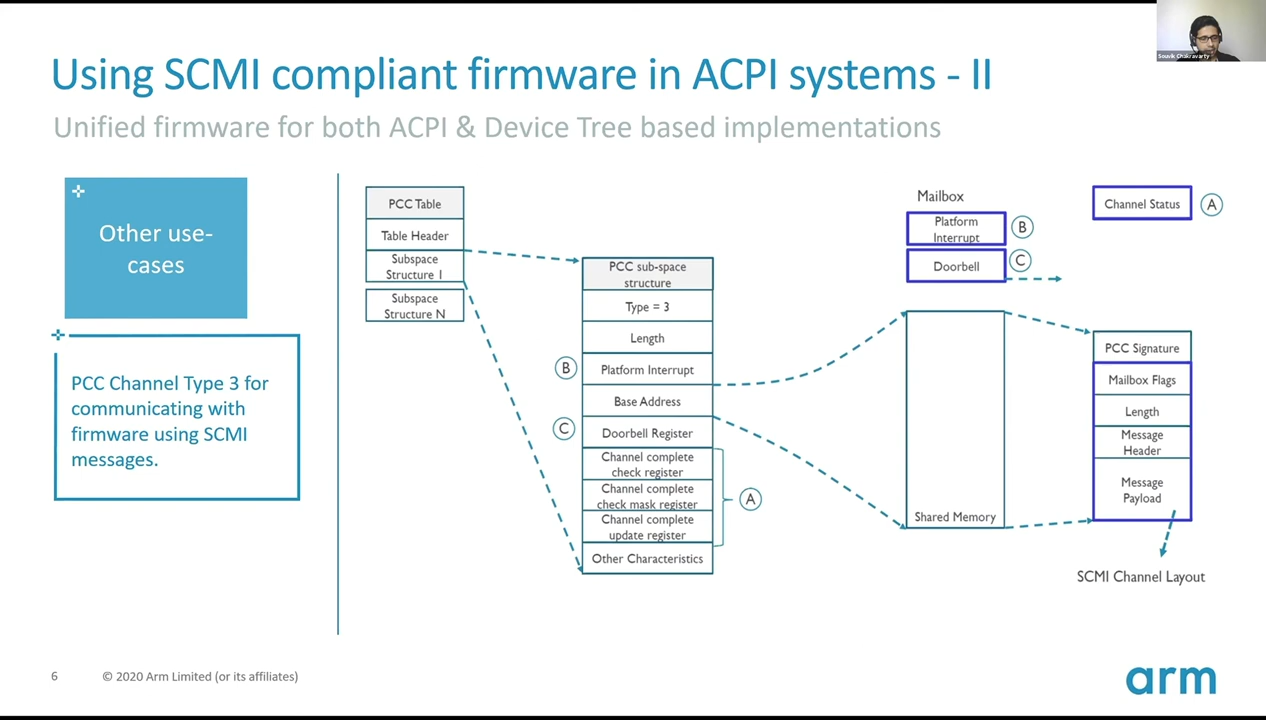 Souvik Chakravarty
Using SCMI compliant firmware in ACPI systems - II
Unified firmware for both ACPI & Device Tree based implementations
Other use-
cases
PCC Channel Type 3 for
communicating with
firmware using SCMI
messages.
PCC Table
Table Header
Subspace
Structure 1
Subspace
Structure N
PCC sub-space
structure
Type = 3
Length
B
Platform Interrupt
Base Address
C
Doorbell Register
Channel complete
check register
Channel complete
check mask register
Channel complete
update register
A
Other Characteristics
Mailbox
Platform
Interrupt
B
Doorbell
C
Shared Memory
Channel Status
A
PCC Signature
Mailbox Flags
Length
Message
Header
Message
Payload
SCMI Channel Layout
6
© 2020 Arm Limited (or its affiliates)
arm